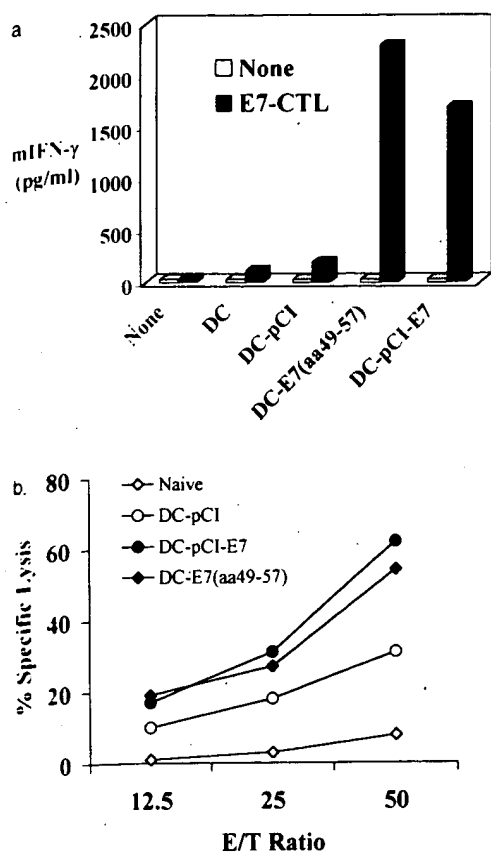 a
2500
2000
1500
1000
500
0
mIFN-γ
(pg/ml)
None
E7-CTL
None
DC
DC-pCI
DC-E7(aa49-57)
DC-pCI-E7
b.
80
60
40
20
0
% Specific Lysis
Naive
DC-pCI
DC-pCI-E7
DC-E7(aa49-57)
12.5 25 50
E/T Ratio